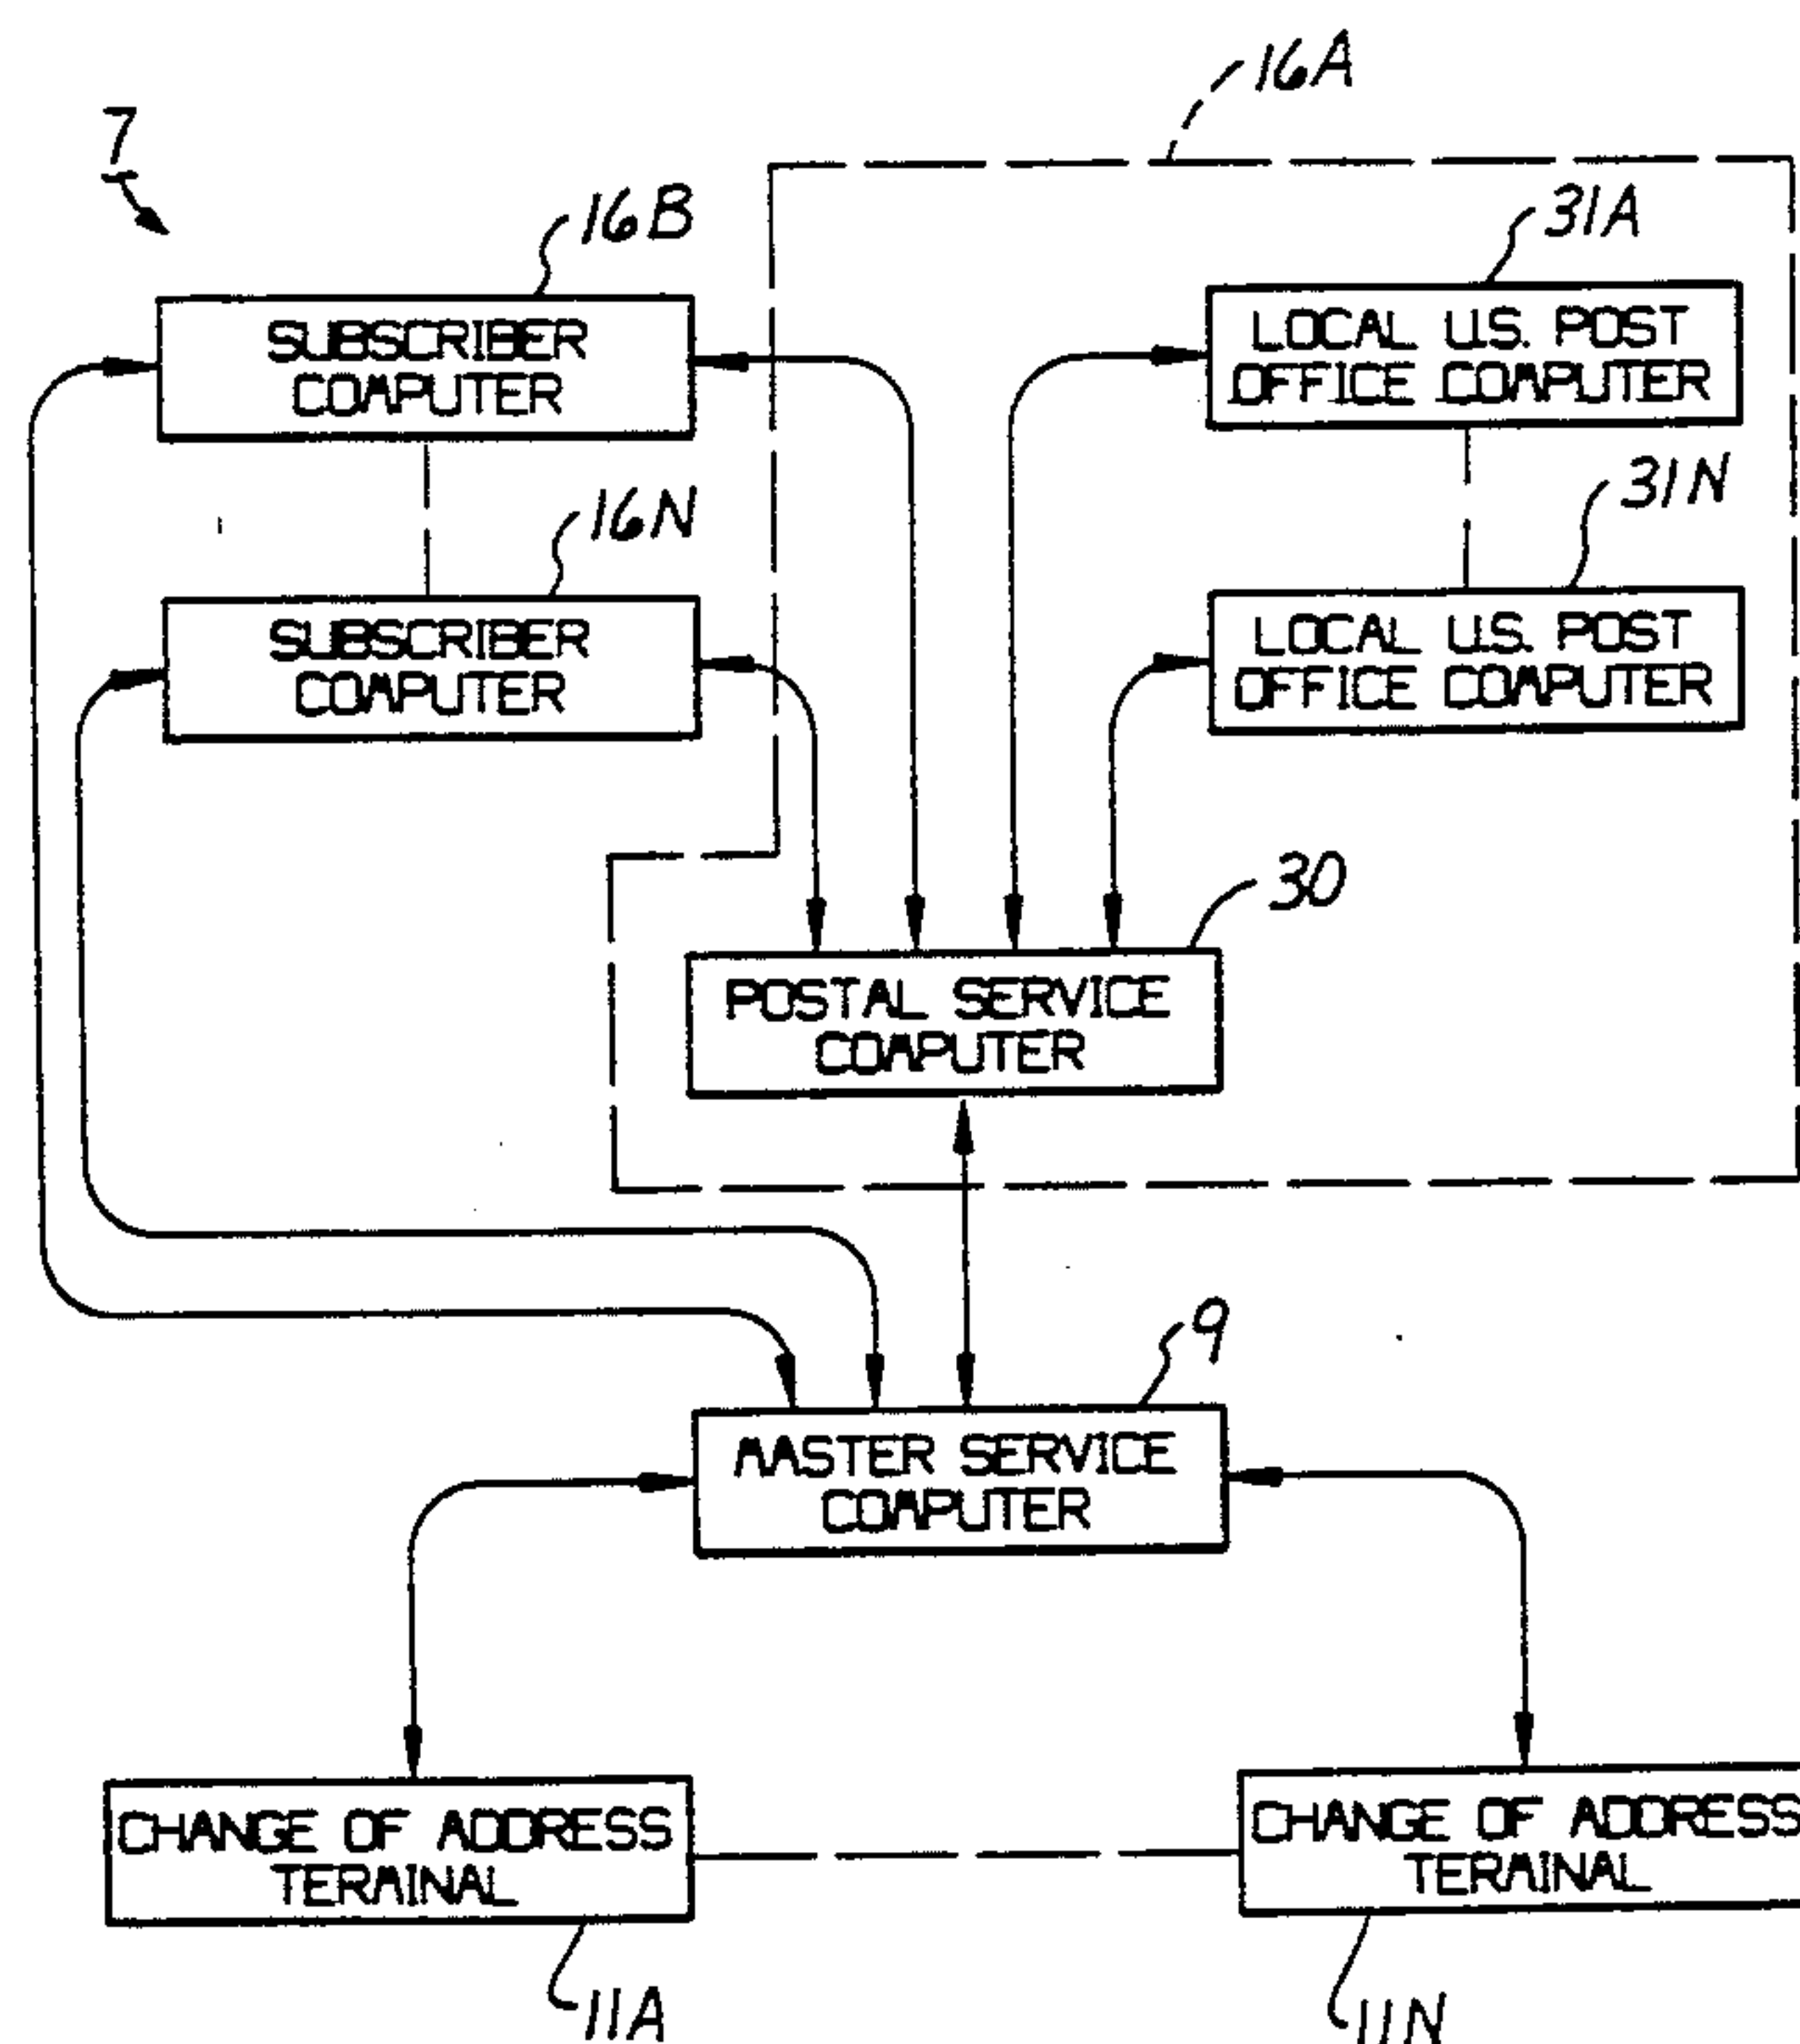 16A
7
16B
31A
SUBSCRIBER
COMPUTER
LOCAL U.S. POST
OFFICE COMPUTER
16N
31N
SUBSCRIBER
COMPUTER
LOCAL U.S. POST
OFFICE COMPUTER
30
POSTAL SERVICE
COMPUTER
9
MASTER SERVICE
COMPUTER
CHANGE OF ADDRESS
TERMINAL
CHANGE OF ADDRESS
TERMINAL
11A
11N